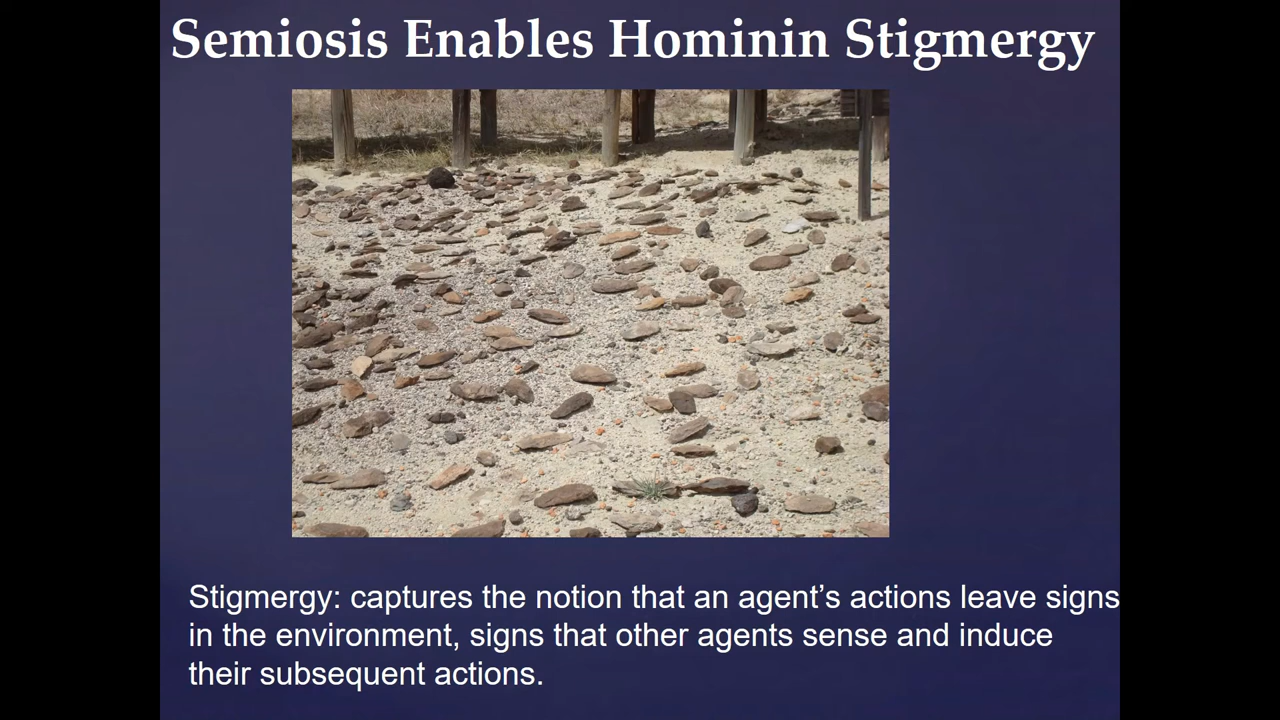 Semiosis Enables Hominin Stigmergy
Stigmergy: captures the notion that an agent’s actions leave signs
in the environment, signs that other agents sense and induce
their subsequent actions.